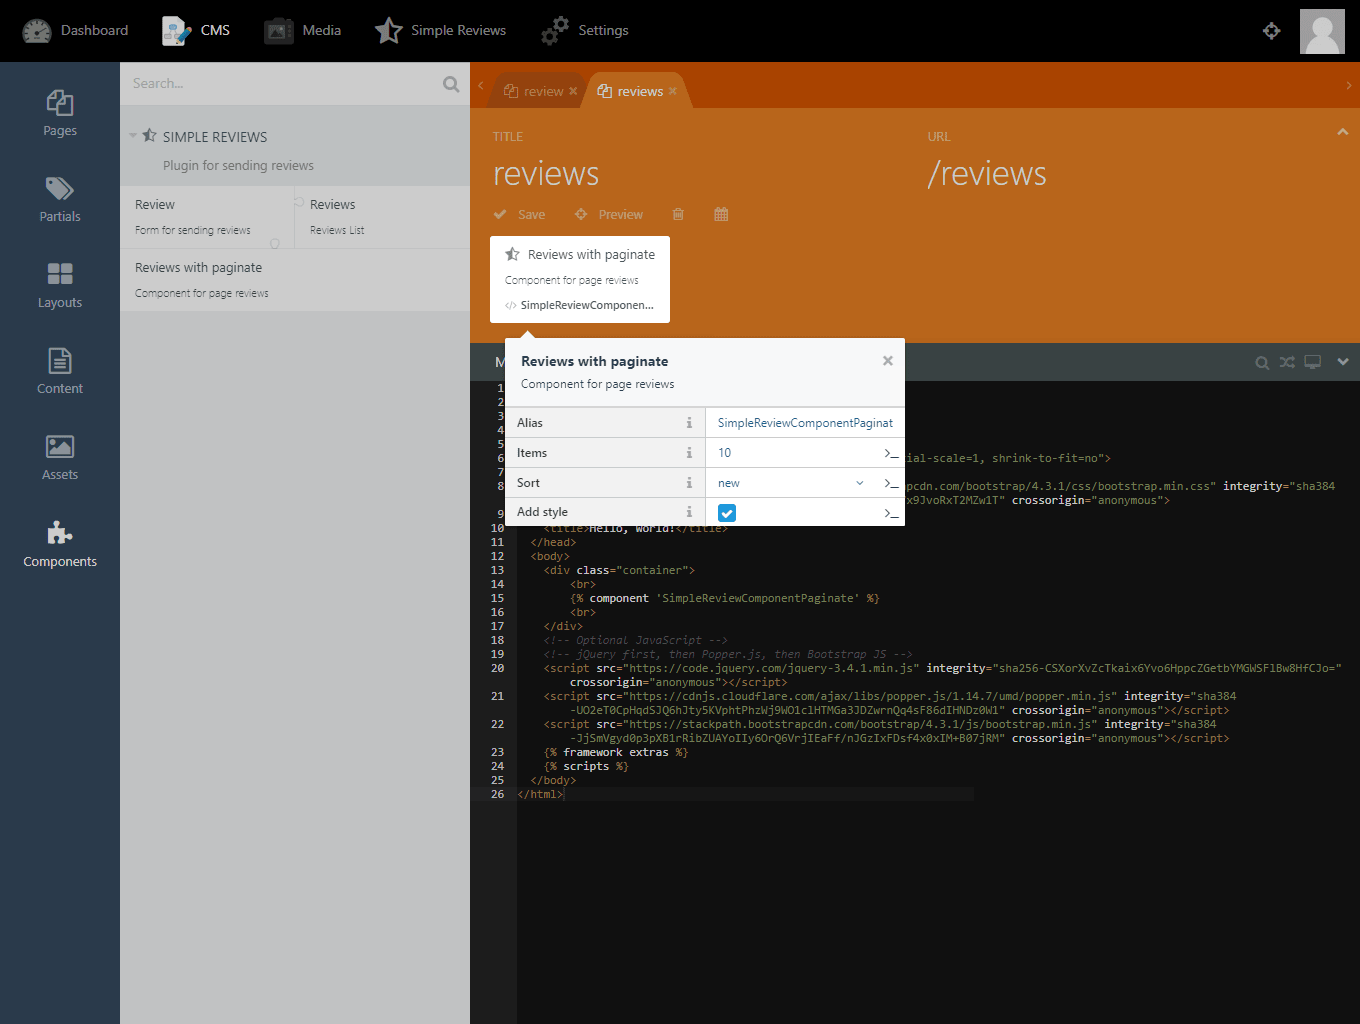 Dashboard
CMS
Media
Simple Reviews
Settings
Pages
Partials
Layouts
Content
Assets
Components
Search...
SIMPLE REVIEWS
Plugin for sending reviews
Review
Form for sending reviews
Reviews
Reviews List
Reviews with paginate
Component for page reviews
review
reviews
TITLE
reviews
URL
/reviews
Save
Preview
Reviews with paginate
Component for page reviews
SimpleReviewComponen...
Reviews with paginate
Component for page reviews
Alias
SimpleReviewComponentPaginat
Items
10
Sort
new
Add style
M
1
2
3
4
5
6 ial-scale=1, shrink-to-fit=no">
7
8 apcdn.com/bootstrap/4.3.1/css/bootstrap.min.css" integrity="sha384
x9JvoRxT2MZw1T" crossorigin="anonymous">
9
10 <title>Hello, world!</title>
11 </head>
12 <body>
13 <div class="container">
14 <br>
15 {% component 'SimpleReviewComponentPaginate' %}
16 <br>
17 </div>
18 <!-- Optional JavaScript -->
19 <!-- jQuery first, then Popper.js, then Bootstrap JS -->
20 <script src="https://code.jquery.com/jquery-3.4.1.min.js" integrity="sha256-CSXorXvZcTkaix6Yvo6HppcZGetbYMGWSFlBw8HfCJo="
crossorigin="anonymous"></script>
21 <script src="https://cdnjs.cloudflare.com/ajax/libs/popper.js/1.14.7/umd/popper.min.js" integrity="sha384
-UO2eT0CpHqdSJQ6hJty5KVphtPhzWj9WO1clHTMGa3JDZwrnQq4sF86dIHNDz0W1" crossorigin="anonymous"></script>
22 <script src="https://stackpath.bootstrapcdn.com/bootstrap/4.3.1/js/bootstrap.min.js" integrity="sha384
-JjSmVgyd0p3pXB1rRibZUAYoIIy6OrQ6VrjIEaFf/nJGzIxFDsf4x0xIM+B07jRM" crossorigin="anonymous"></script>
23 {% framework extras %}
24 {% scripts %}
25 </body>
26 </html>